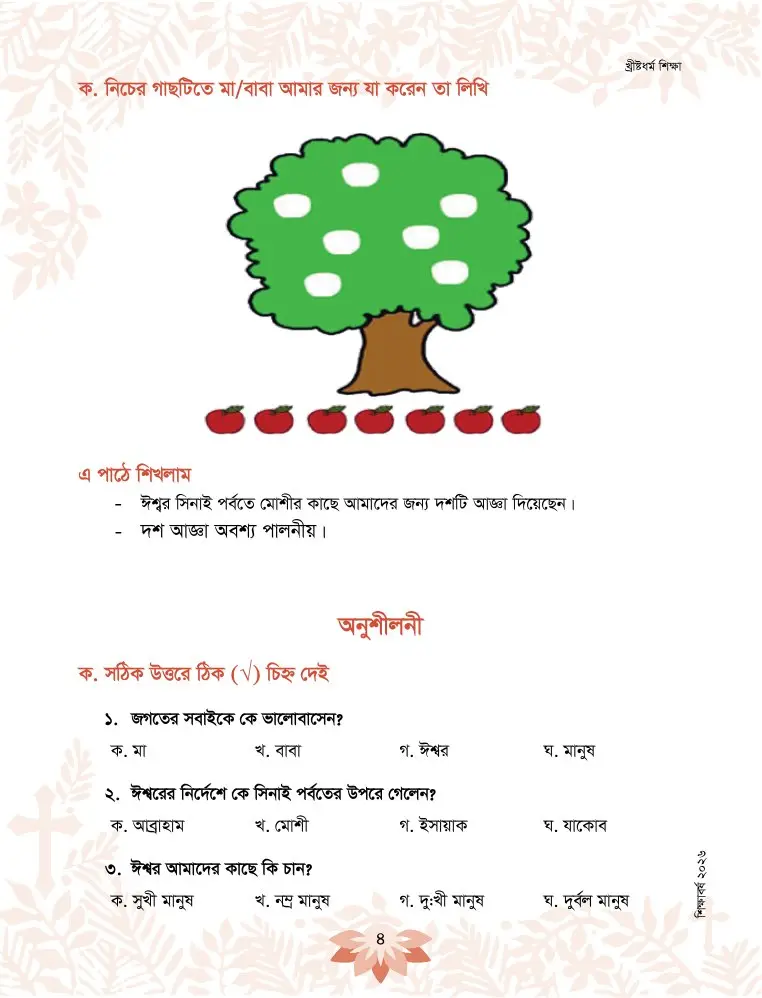 খ্রীষ্টধর্ম শিক্ষা
ক. নিচের গাছটিতে মা/বাবা আমার জন্য যা করেন তা লিখি
এ পাঠে শিখলাম
- ঈশ্বর সিনাই পর্বতে মোশীর কাছে আমাদের জন্য দশটি আজ্ঞা দিয়েছেন।
- দশ আজ্ঞা অবশ্য পালনীয়।
অনুশীলনী
ক. সঠিক উত্তরে ঠিক (√) চিহ্ন দেই
১. জগতের সবাইকে কে ভালোবাসেন?
ক. মা খ. বাবা গ. ঈশ্বর ঘ. মানুষ
২. ঈশ্বরের নির্দেশে কে সিনাই পর্বতের উপরে গেলেন?
ক. আব্রাহাম খ. মোশী গ. ইসায়াক ঘ. যাকোব
৩. ঈশ্বর আমাদের কাছে কি চান?
ক. সুখী মানুষ খ. নম্র মানুষ গ. দু:খী মানুষ ঘ. দুর্বল মানুষ
শিক্ষাবর্ষ ২০২৬
৪